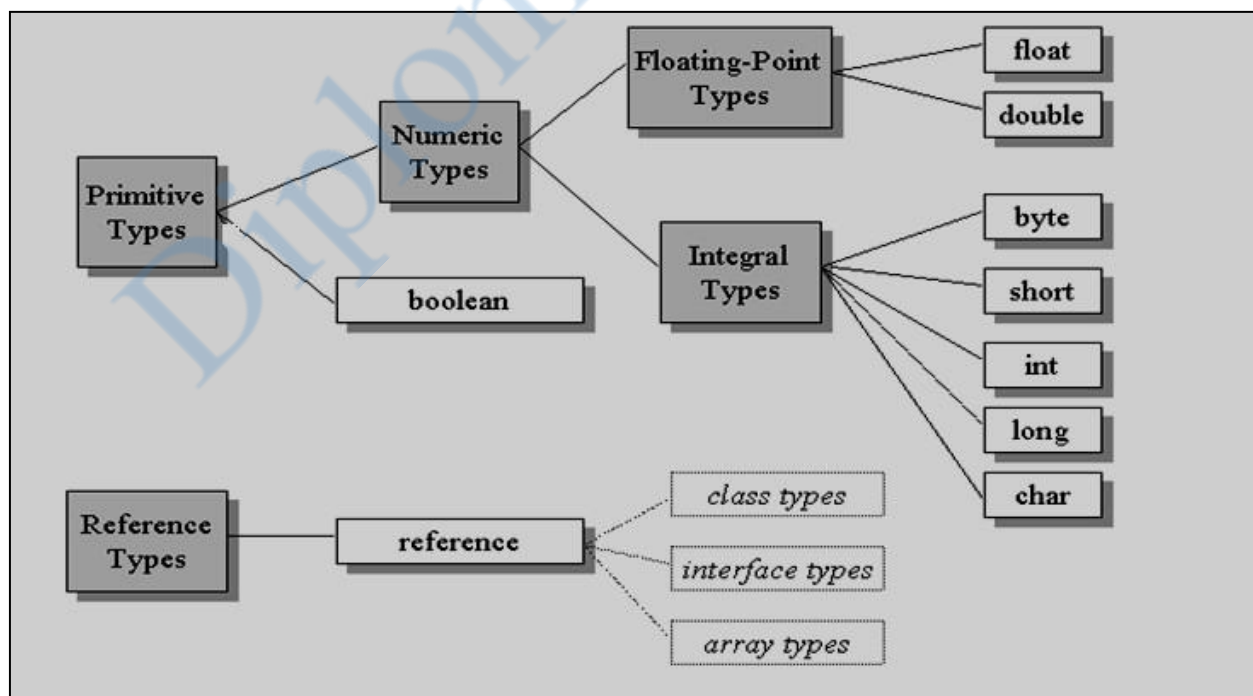 Primitive
Types
Numeric
Types
boolean
Floating-Point
Types
float
double
Integral
Types
byte
short
int
long
char
Reference
Types
reference
class types
interface types
array types
Diplom